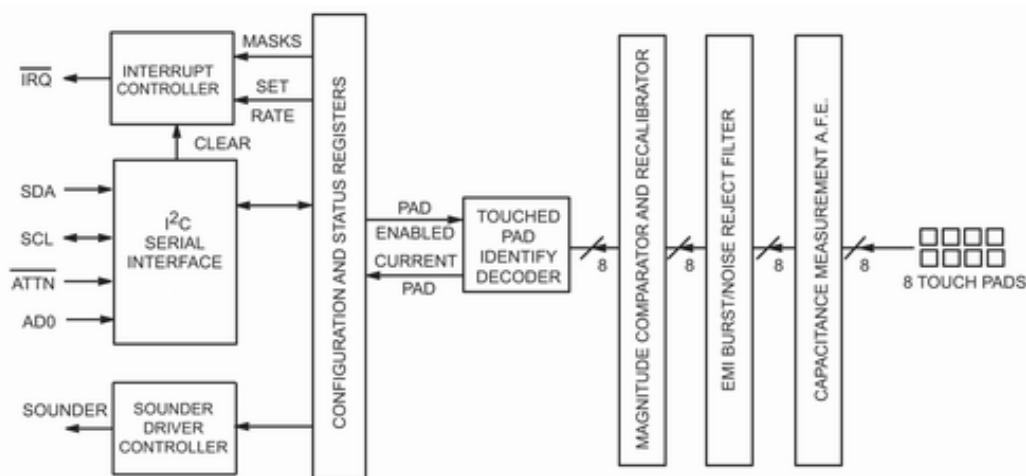 MASKS
IRQ
INTERRUPT
CONTROLLER
SET
RATE
CLEAR
SDA
SCL
ATTN
AD0
I²C
SERIAL
INTERFACE
SOUNDER
SOUNDER
DRIVER
CONTROLLER
CONFIGURATION AND STATUS REGISTERS
PAD
ENABLED
CURRENT
PAD
TOUCHED
PAD
IDENTIFY
DECODER
8
MAGNITUDE COMPARATOR AND RECALIBRATOR
8
EMI BURST/NOISE REJECT FILTER
8
CAPACITANCE MEASUREMENT A.F.E.
8
8 TOUCH PADS